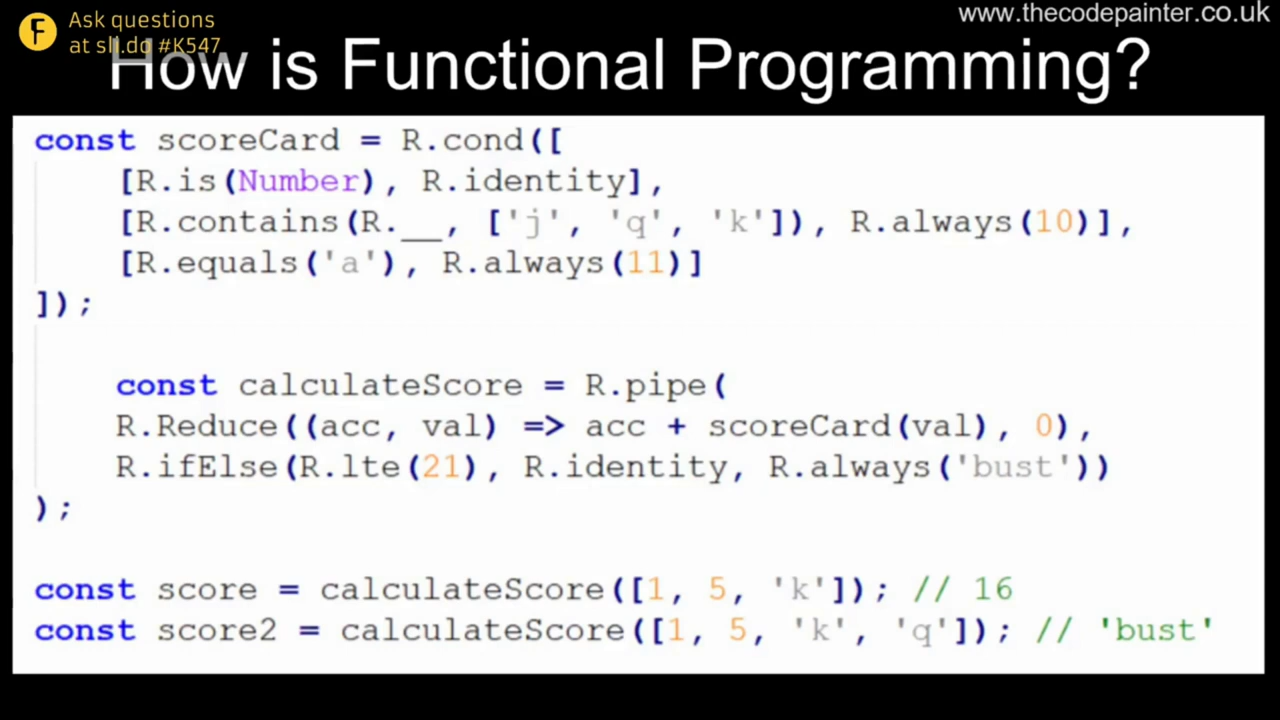 Ask questions
at sli.do #K547
www.thecodepainter.co.uk
How is Functional Programming?
const scoreCard = R.cond([
[R.is(Number), R.identity],
[R.contains(R.__, ['j', 'q', 'k']), R.always(10)],
[R.equals('a'), R.always(11)]
]);
const calculateScore = R.pipe(
R.Reduce((acc, val) => acc + scoreCard(val), 0),
R.ifElse(R.lte(21), R.identity, R.always('bust'))
);
const score = calculateScore([1, 5, 'k']); // 16
const score2 = calculateScore([1, 5, 'k', 'q']); // 'bust'